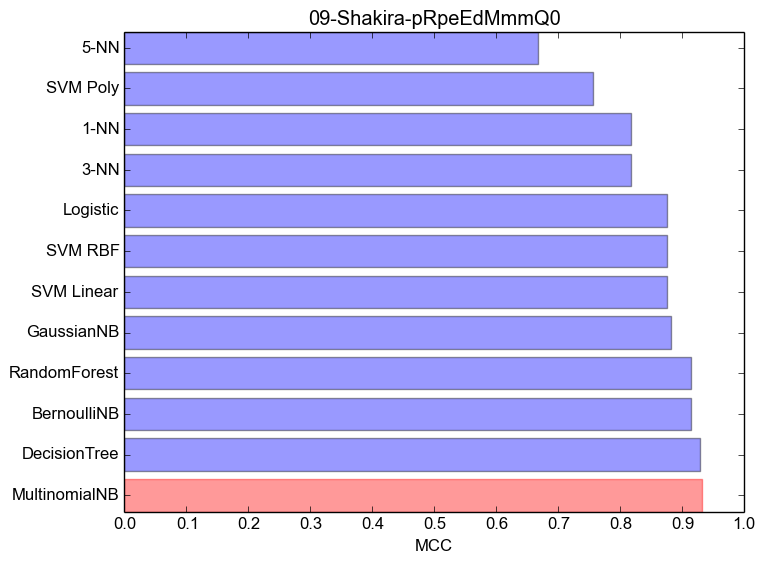 09-Shakira-pRpeEdMmmQ0
5-NN
SVM Poly
1-NN
3-NN
Logistic
SVM RBF
SVM Linear
GaussianNB
RandomForest
BernoulliNB
DecisionTree
MultinomialNB
0.0 0.1 0.2 0.3 0.4 0.5 0.6 0.7 0.8 0.9 1.0
MCC